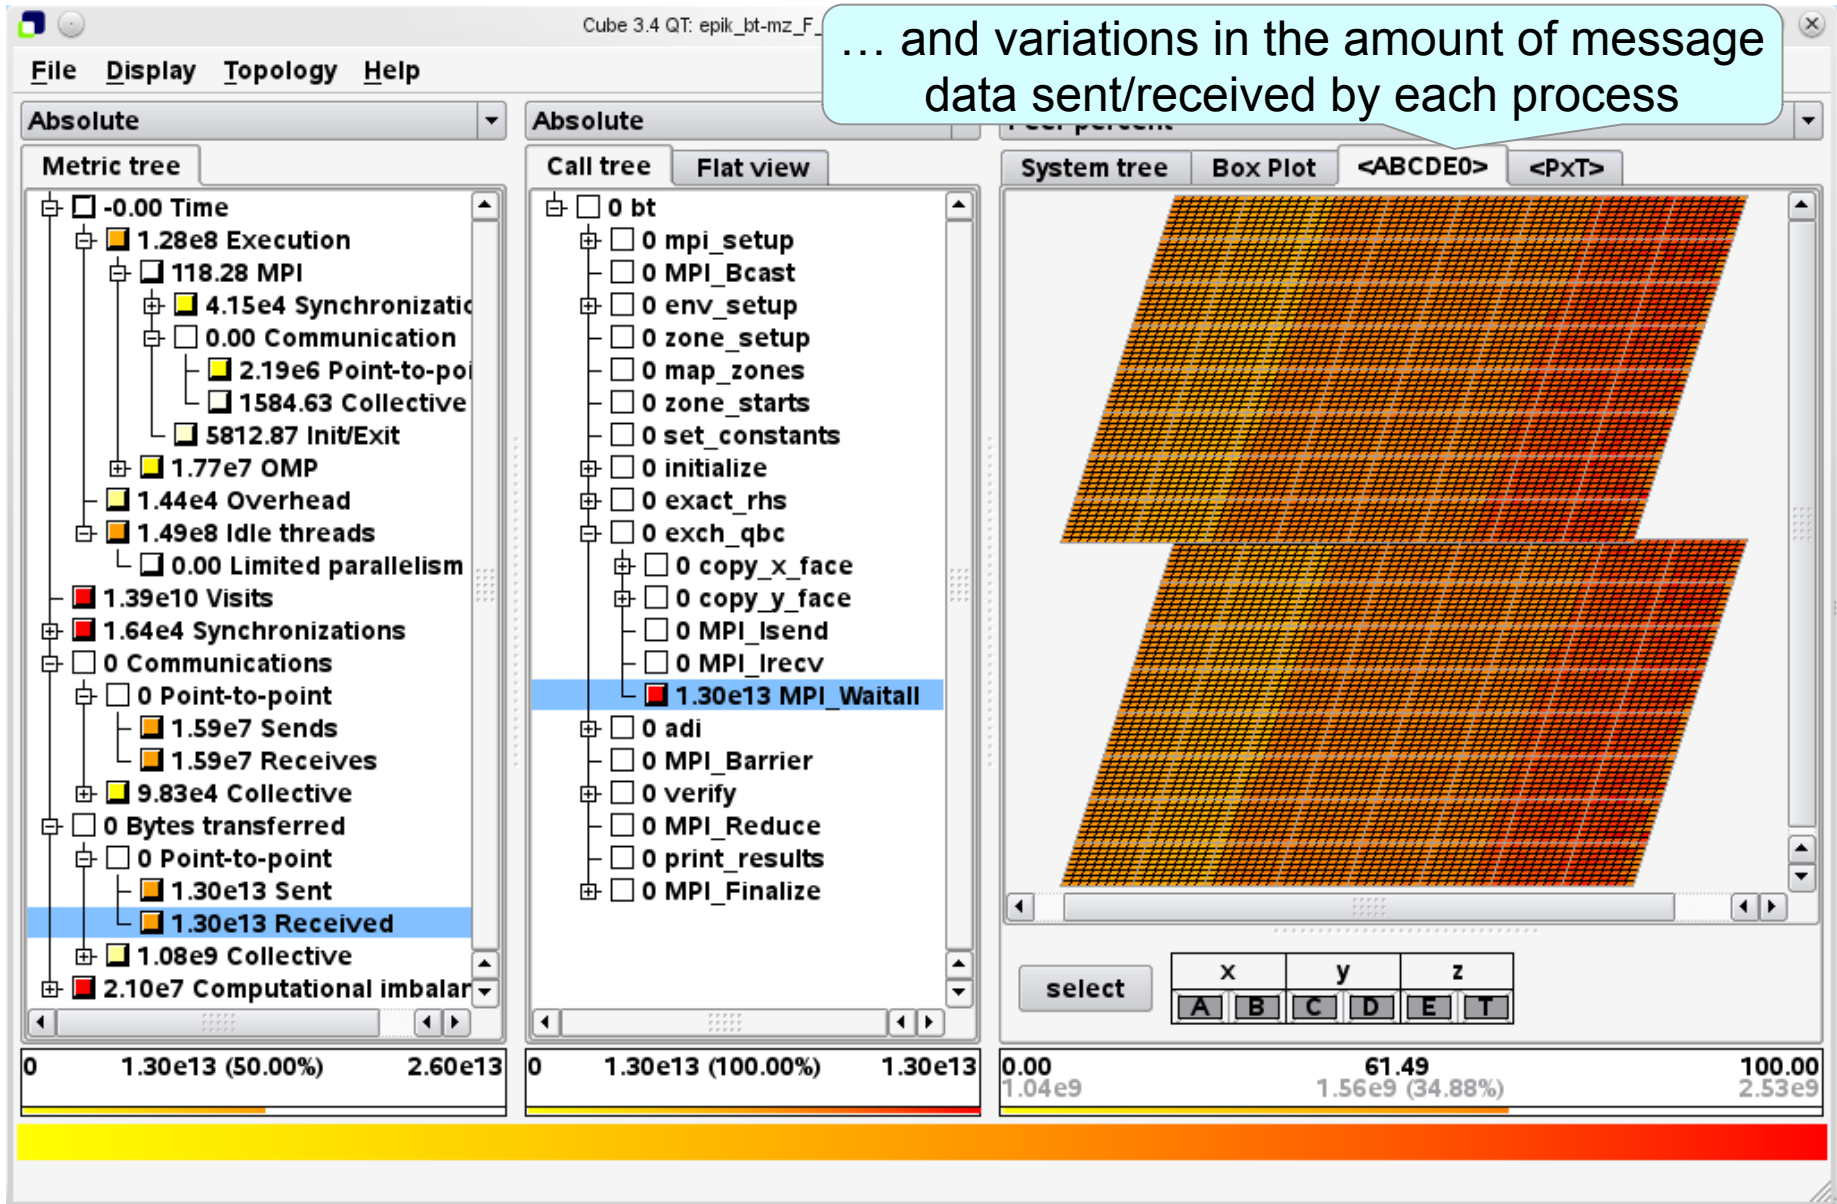 Cube 3.4 QT: epik_bt-mz_F_
… and variations in the amount of message
data sent/received by each process
File Display Topology Help
Absolute
Metric tree
-0.00 Time
1.28e8 Execution
118.28 MPI
4.15e4 Synchronizatio
0.00 Communication
2.19e6 Point-to-poi
1584.63 Collective
5812.87 Init/Exit
1.77e7 OMP
1.44e4 Overhead
1.49e8 Idle threads
0.00 Limited parallelism
1.39e10 Visits
1.64e4 Synchronizations
0 Communications
0 Point-to-point
1.59e7 Sends
1.59e7 Receives
9.83e4 Collective
0 Bytes transferred
0 Point-to-point
1.30e13 Sent
1.30e13 Received
1.08e9 Collective
2.10e7 Computational imbalan
0 1.30e13 (50.00%) 2.60e13
Absolute
Call tree Flat view
0 bt
0 mpi_setup
0 MPI_Bcast
0 env_setup
0 zone_setup
0 map_zones
0 zone_starts
0 set_constants
0 initialize
0 exact_rhs
0 exch_qbc
0 copy_x_face
0 copy_y_face
0 MPI_Isend
0 MPI_Irecv
1.30e13 MPI_Waitall
0 adi
0 MPI_Barrier
0 verify
0 MPI_Reduce
0 print_results
0 MPI_Finalize
0 1.30e13 (100.00%) 1.30e13
Peer percent
System tree Box Plot <ABCDE0> <PxT>
select
x y z
A B C D E T
0.00 61.49 100.00
1.04e9 1.56e9 (34.88%) 2.53e9